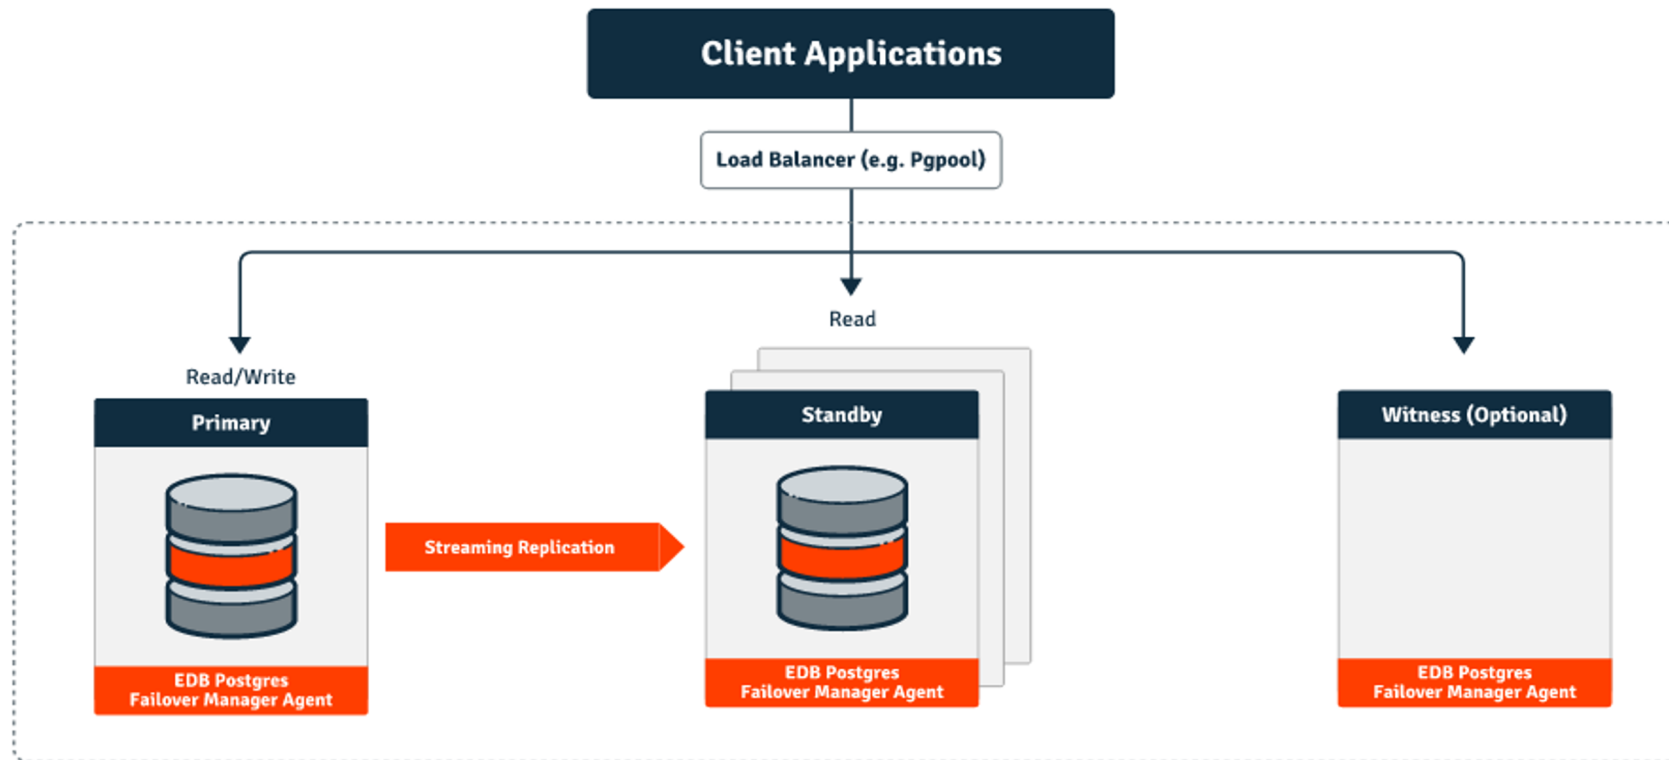 Client Applications
Load Balancer (e.g. Pgpool)
Read
Read/Write
Primary
Standby
Witness (Optional)
Streaming Replication
EDB Postgres
Failover Manager Agent
EDB Postgres
Failover Manager Agent
EDB Postgres
Failover Manager Agent